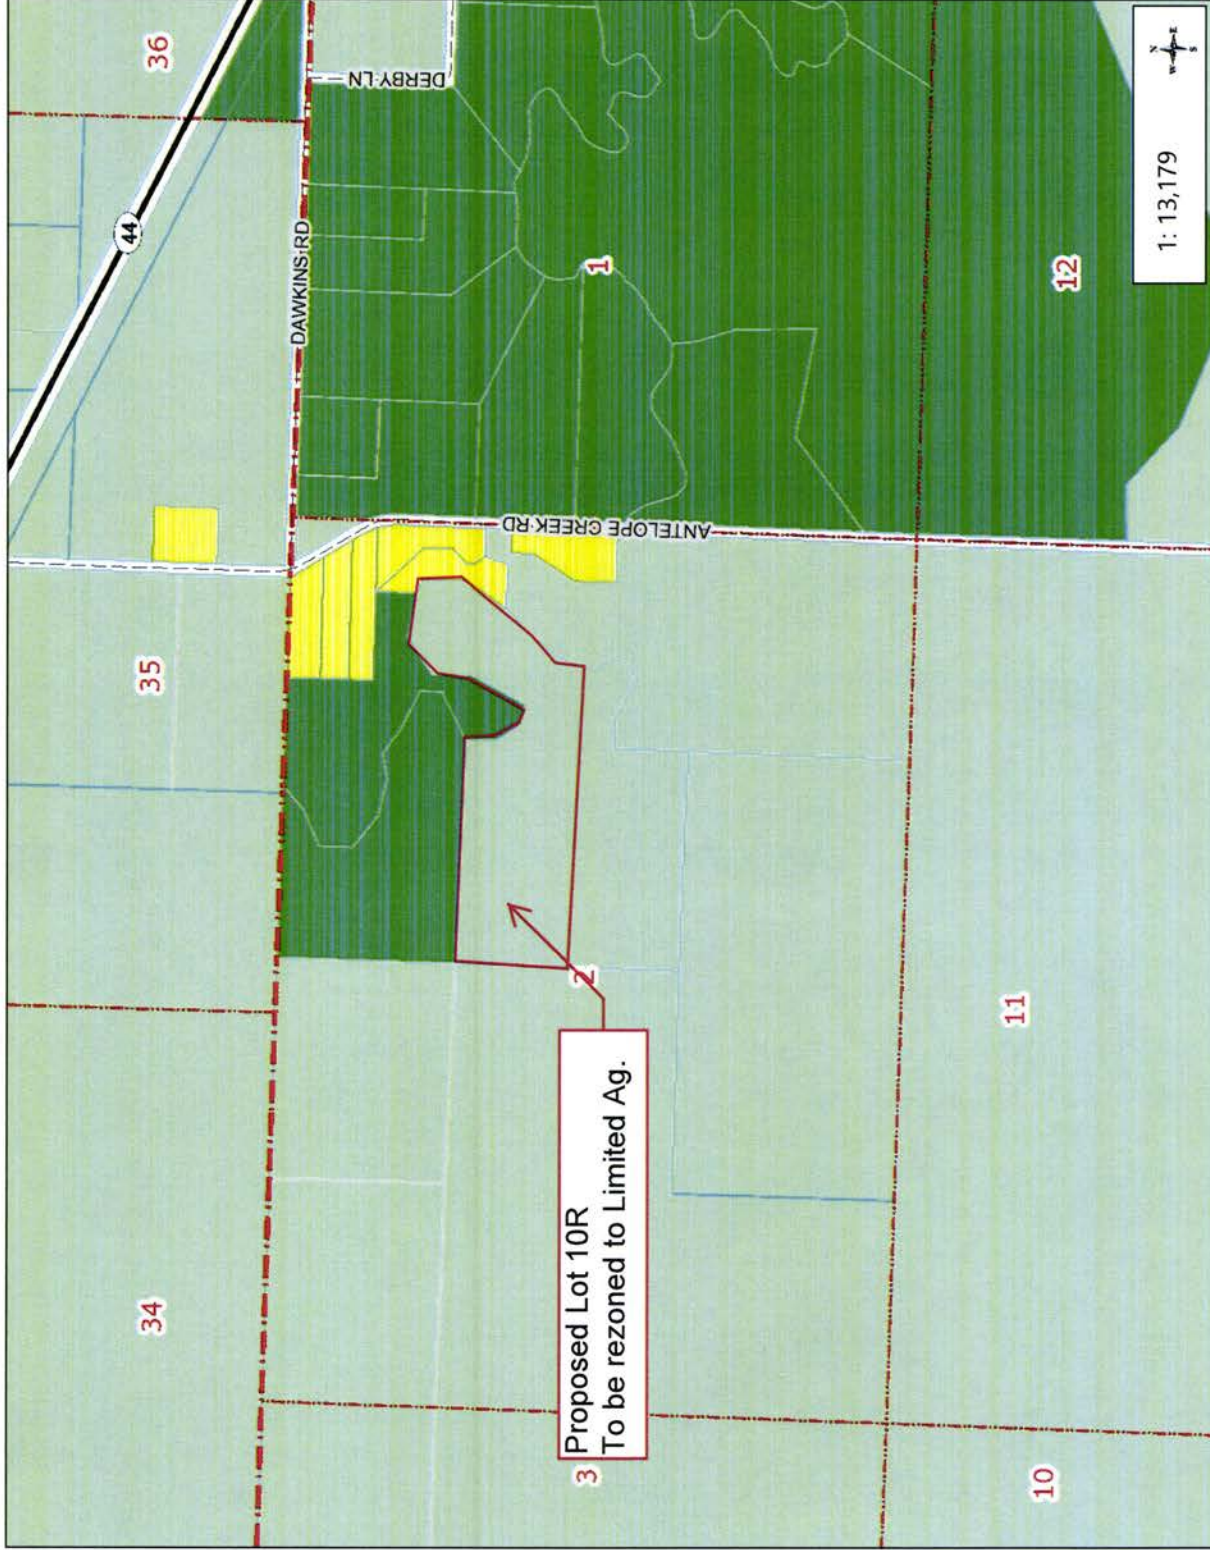 34
35
44
36
DAWKINS RD
DERBY LN
ANTELOPE CREEK RD
3
Proposed Lot 10R
To be rezoned to Limited Ag.
2
1
10
11
12
1: 13,179
N
W E
S